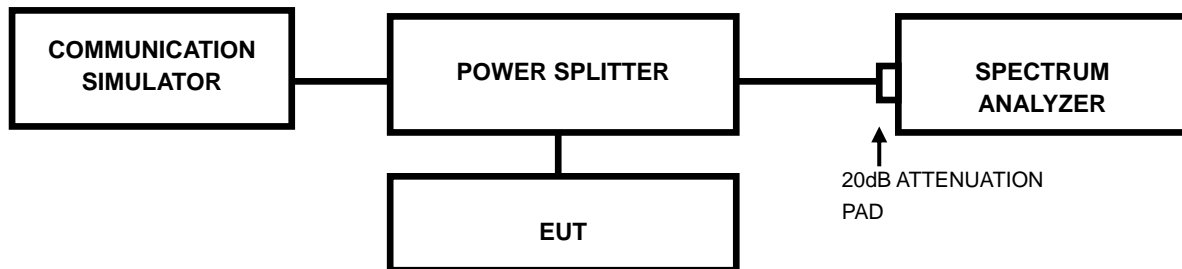 COMMUNICATION
SIMULATOR
POWER SPLITTER
SPECTRUM
ANALYZER
20dB ATTENUATION
PAD
EUT